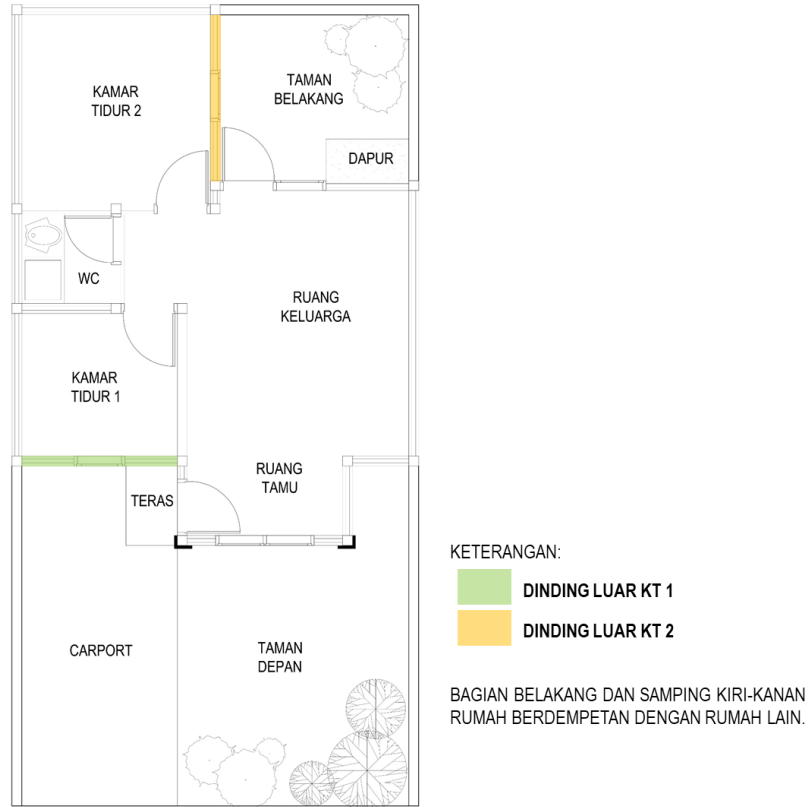 KAMAR
TIDUR 2
TAMAN
BELAKANG
DAPUR
WC
RUANG
KELUARGA
KAMAR
TIDUR 1
RUANG
TAMU
TERAS
CARPORT
TAMAN
DEPAN
KETERANGAN:
DINDING LUAR KT 1
DINDING LUAR KT 2
BAGIAN BELAKANG DAN SAMPING KIRI-KANAN
RUMAH BERDEMPETAN DENGAN RUMAH LAIN.